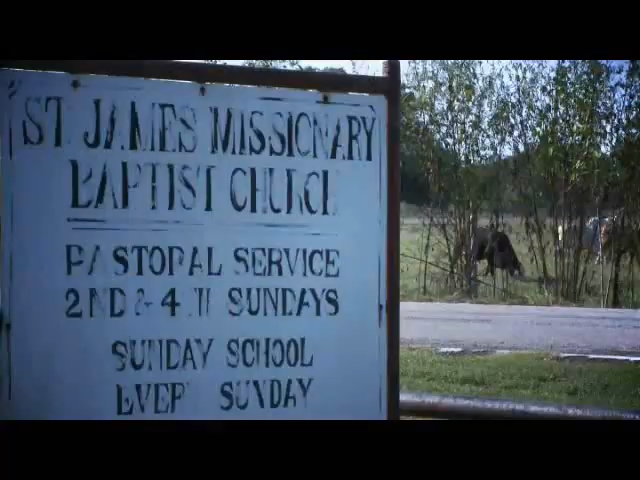 ST. JAMES MISSIONARY
BAPTIST CHURCH
PASTORAL SERVICE
2ND & 4TH SUNDAYS
SUNDAY SCHOOL
EVERY SUNDAY